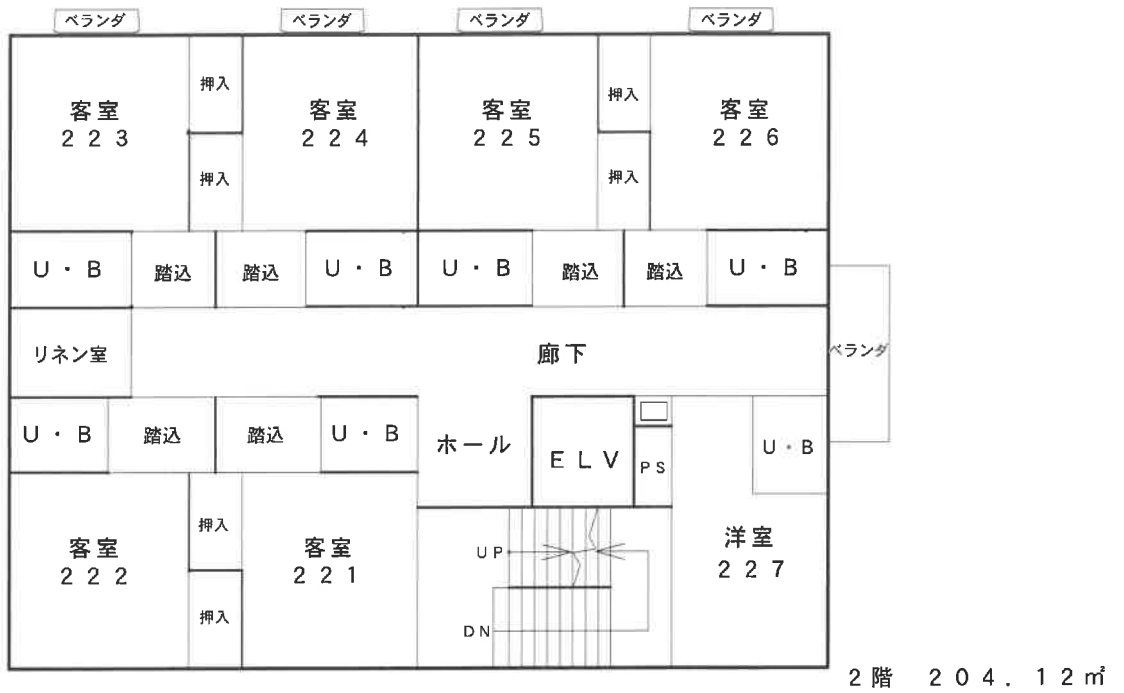 ベランダ
ベランダ
ベランダ
ベランダ
客室
223
押入
押入
客室
224
客室
225
押入
押入
客室
226
U・B
踏込
踏込
U・B
U・B
踏込
踏込
U・B
リネン室
廊下
ベランダ
U・B
踏込
踏込
U・B
ホール
ELV
PS
U・B
客室
222
押入
押入
客室
221
UP
DN
洋室
227
2階 204.12㎡